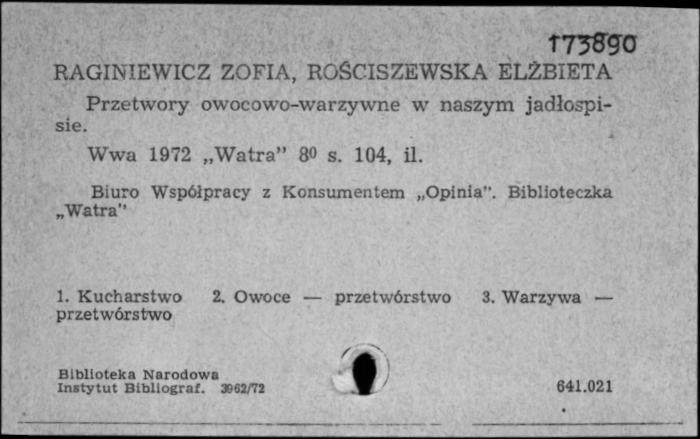 173890
RAGINIEWICZ ZOFIA, ROŚCISZEWSKA ELŻBIETA
Przetwory owocowo-warzywne w naszym jadłospi-
sie.
Wwa 1972 „Watra” 8⁰ s. 104, il.
Biuro Współpracy z Konsumentem „Opinia”. Biblioteczka
„Watra”
1. Kucharstwo 2. Owoce — przetwórstwo 3. Warzywa —
przetwórstwo
Biblioteka Narodowa
Instytut Bibliograf. 3962/72
641.021